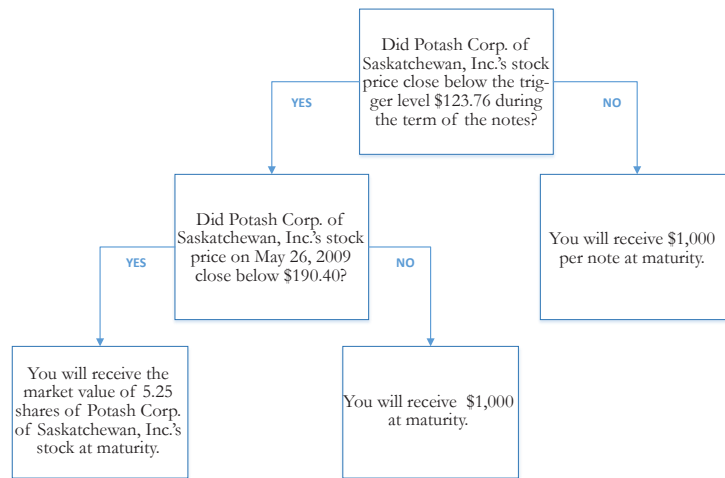 Did Potash Corp. of
Saskatchewan, Inc.'s stock
price close below the trig-
ger level $123.76 during
the term of the notes?
YES
NO
Did Potash Corp. of
Saskatchewan, Inc.'s stock
price on May 26, 2009
close below $190.40?
You will receive $1,000
per note at maturity.
YES
NO
You will receive the
market value of 5.25
shares of Potash Corp.
of Saskatchewan, Inc.'s
stock at maturity.
You will receive $1,000
at maturity.